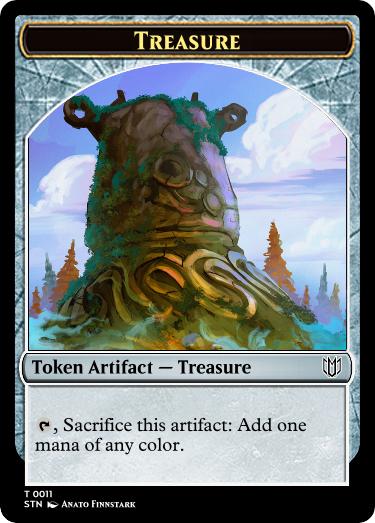 TREASURE
Token Artifact — Treasure
, Sacrifice this artifact: Add one
mana of any color.
T 0011
STN ANATO FINNSTARK